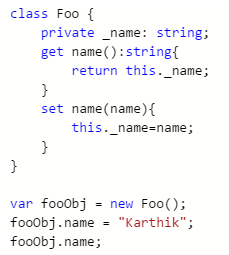 class Foo {
    private _name: string;
    get name():string{
        return this._name;
    }
    set name(name){
        this._name=name;
    }
}

var fooObj = new Foo();
fooObj.name = "Karthik";
fooObj.name;